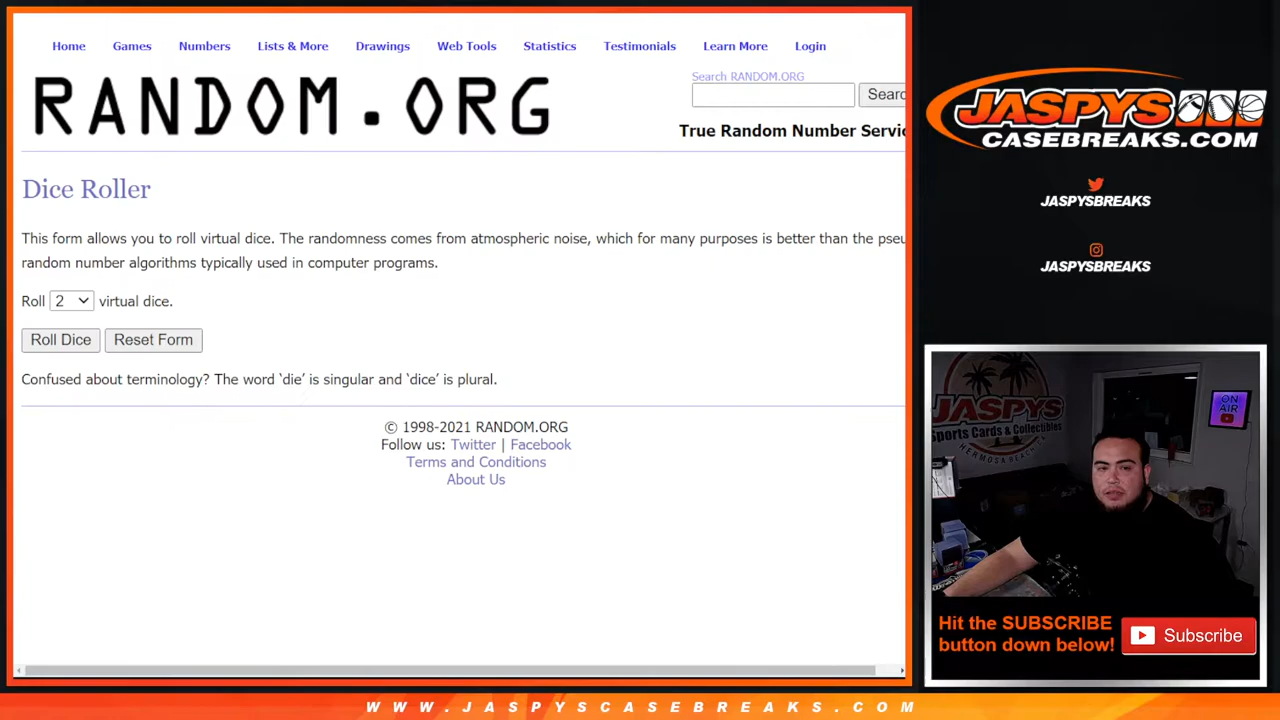 Home Games Numbers Lists & More Drawings Web Tools Statistics Testimonials Learn More Login
RANDOM.ORG
Search RANDOM.ORG
Searc
True Random Number Servic
Dice Roller
This form allows you to roll virtual dice. The randomness comes from atmospheric noise, which for many purposes is better than the pseu
random number algorithms typically used in computer programs.
Roll 2 virtual dice.
Roll Dice Reset Form
Confused about terminology? The word ‘die’ is singular and ‘dice’ is plural.
© 1998-2021 RANDOM.ORG
Follow us: Twitter | Facebook
Terms and Conditions
About Us
JASPYS
CASEBREAKS.COM
JASPYSBREAKS
JASPYSBREAKS
JASPYS
Sports Cards & Collectibles
HERMOSA BEACH
ON
AIR
Hit the SUBSCRIBE
button down below!
Subscribe
WWW.JASPYSCASEBREAKS.COM